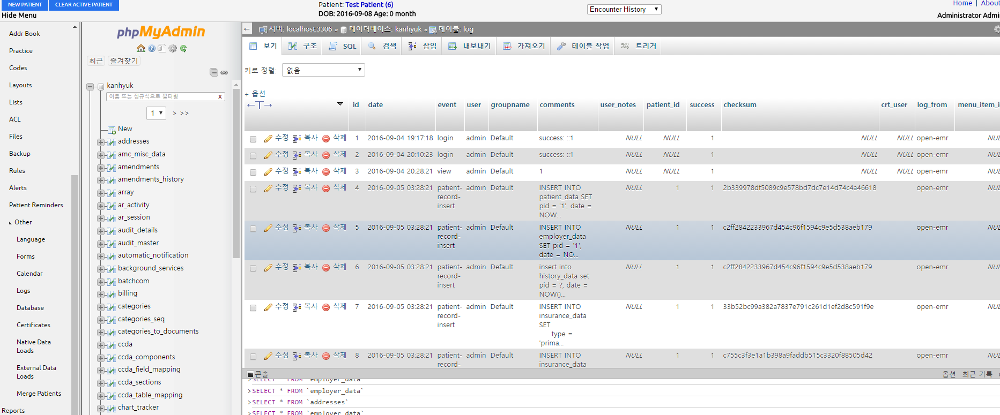 NEW PATIENT CLEAR ACTIVE PATIENT
Patient: Test Patient (6)
DOB: 2016-09-08 Age: 0 month
Encounter History
Home | About
Administrator Admi
Hide Menu
Addr Book
Practice
Codes
Layouts
Lists
ACL
Files
Backup
Rules
Alerts
Patient Reminders
Other
Language
Forms
Calendar
Logs
Database
Certificates
Native Data
Loads
External Data
Loads
Merge Patients
Reports
phpMyAdmin
최근 즐겨찾기
kanhyuk
이름 또는 정규식으로 필터링 X
1 > >>
New
addresses
amc_misc_data
amendments
amendments_history
array
ar_activity
ar_session
audit_details
audit_master
automatic_notification
background_services
batchcom
billing
categories
categories_seq
categories_to_documents
ccda
ccda_components
ccda_field_mapping
ccda_sections
ccda_table_mapping
chart_tracker
서버: localhost:3306 » 데이터베이스: kanhyuk » 테이블: log
보기 구조 SQL 검색 삽입 내보내기 가져오기 테이블 작업 트리거
키로 정렬: 없음
+ 옵션
←T→ id date event user groupname comments user_notes patient_id success checksum crt_user log_from menu_item_i
수정 복사 삭제 1 2016-09-04 19:17:18 login admin Default success: ::1 NULL NULL 1 NULL NULL open-emr NUL
수정 복사 삭제 2 2016-09-04 20:10:23 login admin Default success: ::1 NULL NULL 1 NULL NULL open-emr NUL
수정 복사 삭제 3 2016-09-04 20:28:21 view admin Default 1 NULL NULL 1 NULL NULL open-emr NUL
수정 복사 삭제 4 2016-09-05 03:28:21 patient- admin Default INSERT INTO NULL 1 1 2b339978df5089c9e578bd7dc7e14d74c4a46618 open-emr NUL
record- patient_data SET
insert pid = '1', date =
NOW...
수정 복사 삭제 5 2016-09-05 03:28:21 patient- admin Default INSERT INTO NULL 1 1 c2ff2842233967d454c96f1594c9e5d538aeb179 open-emr NUL
record- employer_data
insert SET pid = '1',
date = NO...
수정 복사 삭제 6 2016-09-05 03:28:21 patient- admin Default insert into NULL 1 1 c2ff2842233967d454c96f1594c9e5d538aeb179 open-emr NUL
record- history_data set
insert pid = ?, date =
NOW()...
수정 복사 삭제 7 2016-09-05 03:28:21 patient- admin Default INSERT INTO NULL 1 1 33b52bc99a382a7837e791c261d1ef2d8c591f9e open-emr NUL
record- insurance_data
insert SET
type =
'prima...
수정 복사 삭제 8 2016-09-05 03:28:21 patient- admin Default INSERT INTO NULL 1 1 c755c3f3e1a1b398a9faddb515c3320f88505d42 open-emr NUL
record- insurance_data
콘솔 옵션 최근 기록
>SELECT * FROM `employer_data`
>SELECT * FROM `employer_data`
>SELECT * FROM `addresses`
>SELECT * FROM `employer_data`